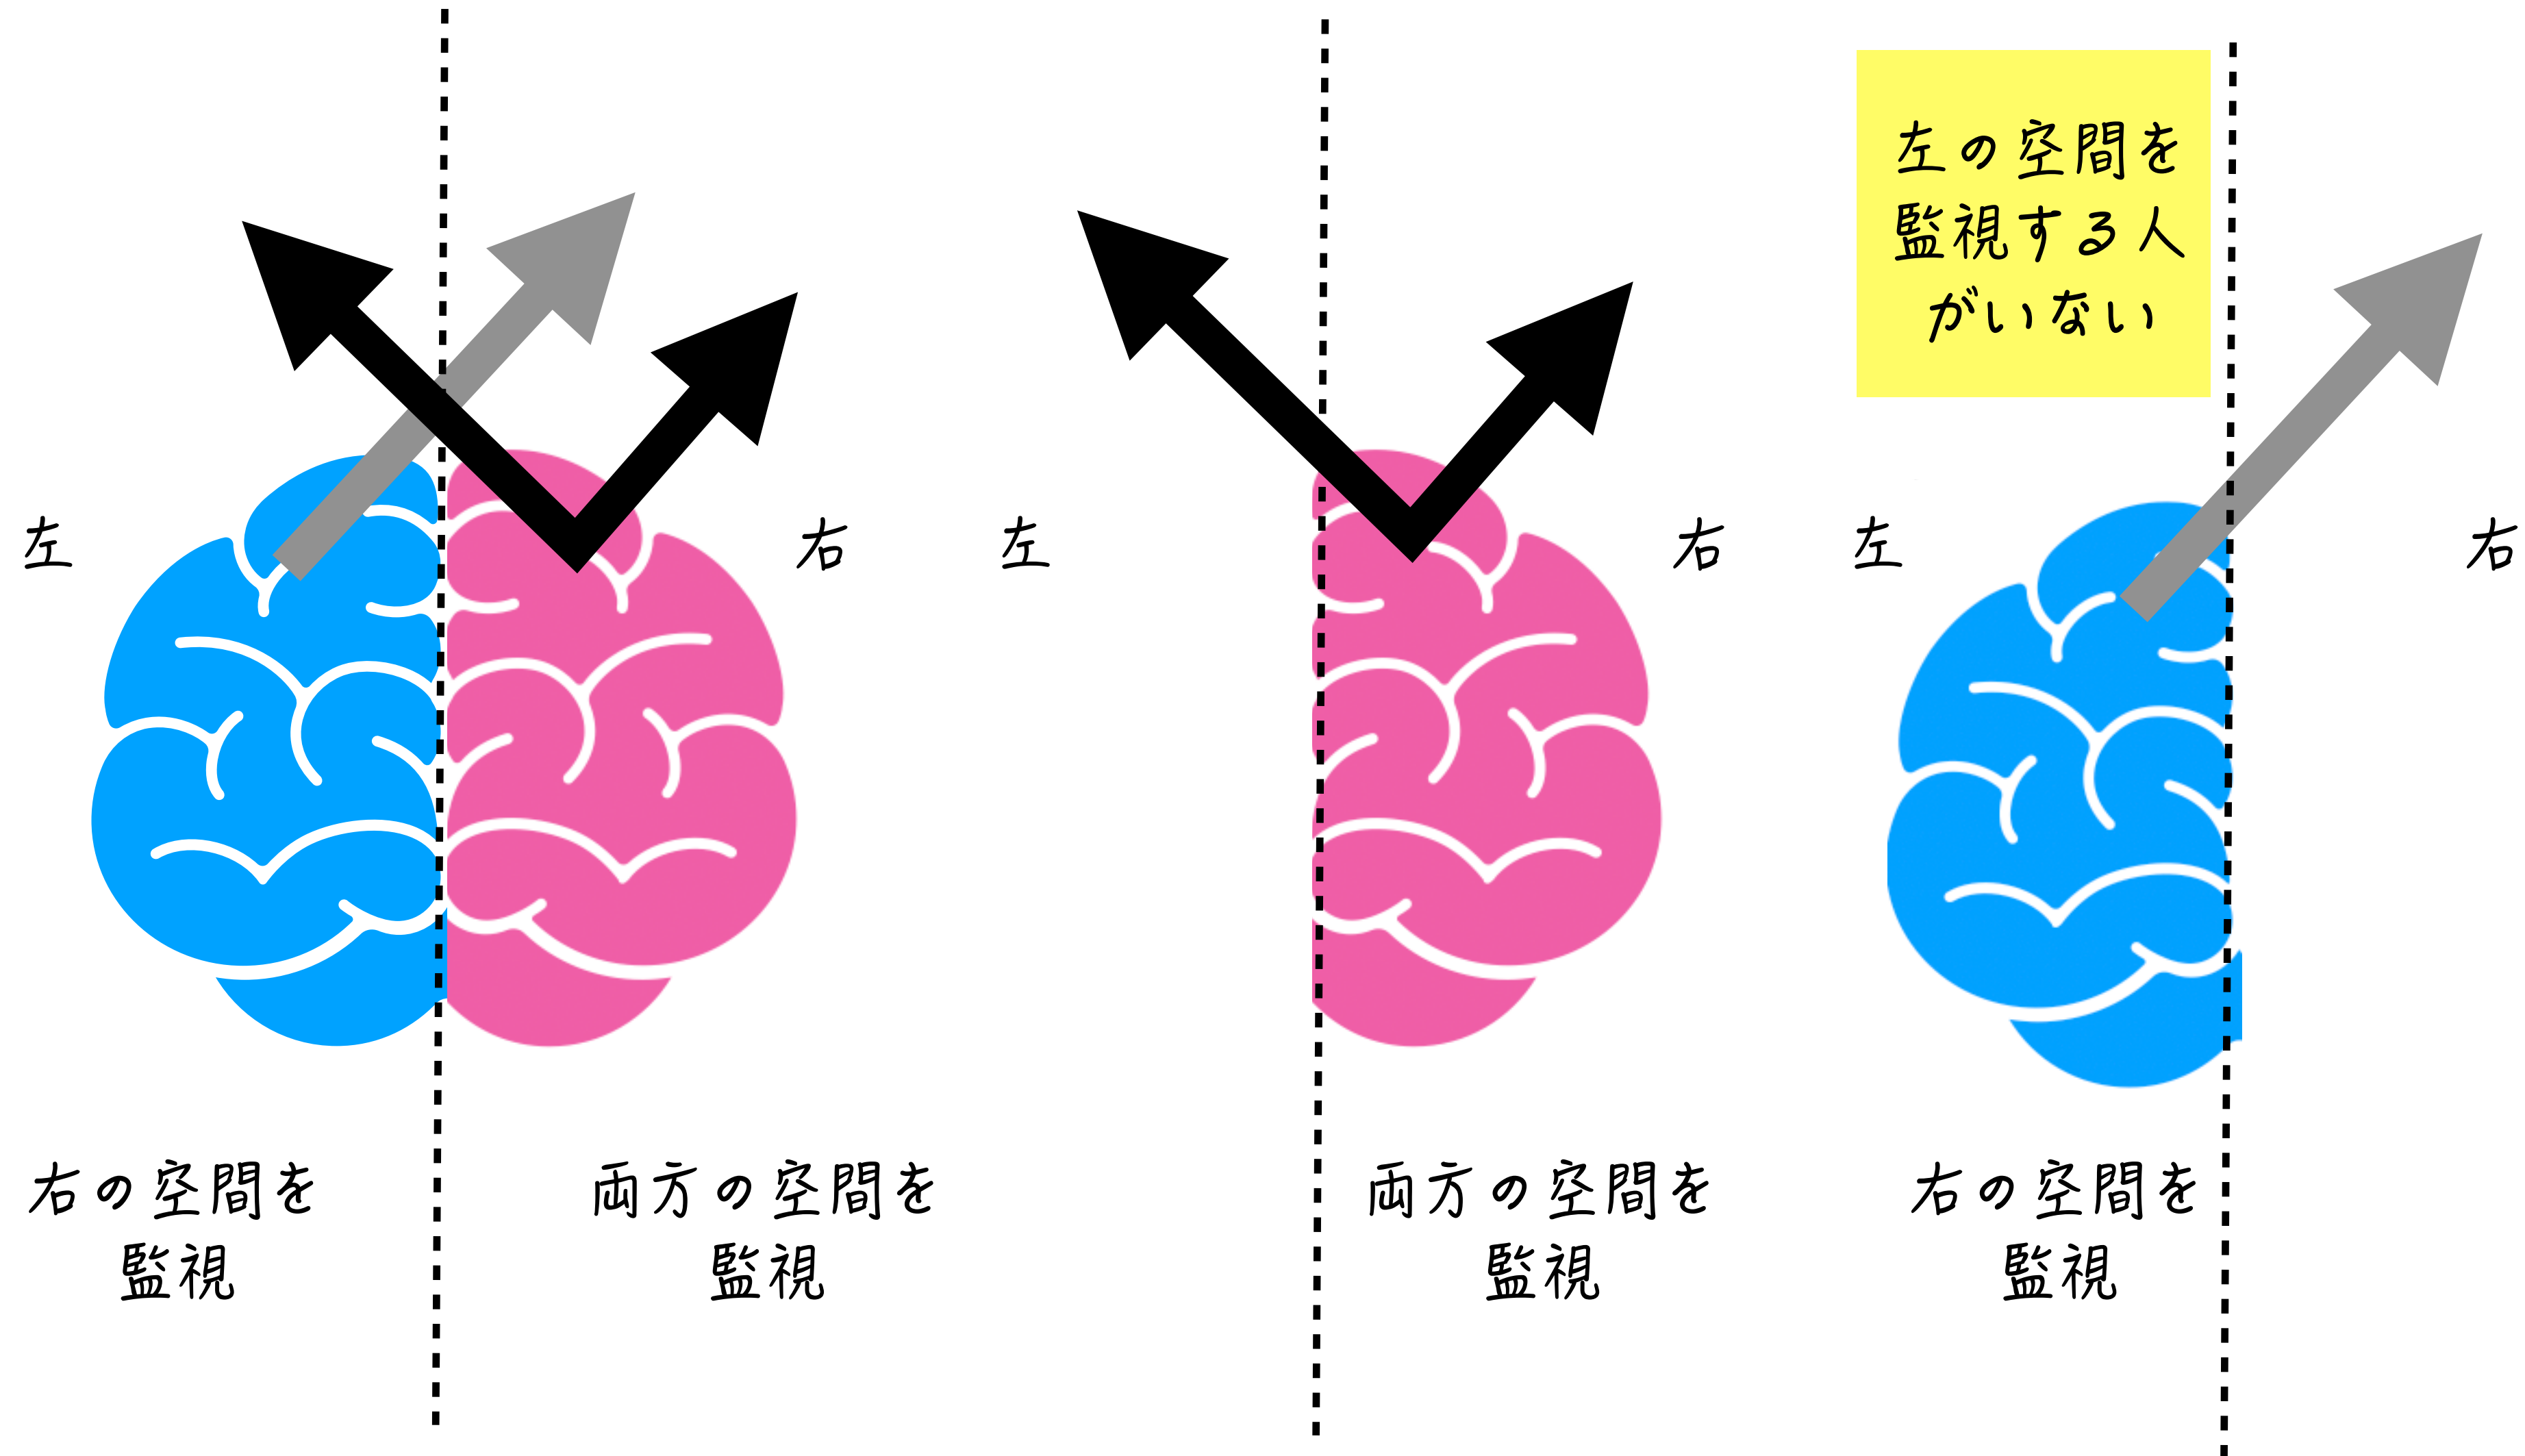 左の空間を
監視する人
がいない
左
右
左
右
左
右
右の空間を
監視
両方の空間を
監視
両方の空間を
監視
右の空間を
監視